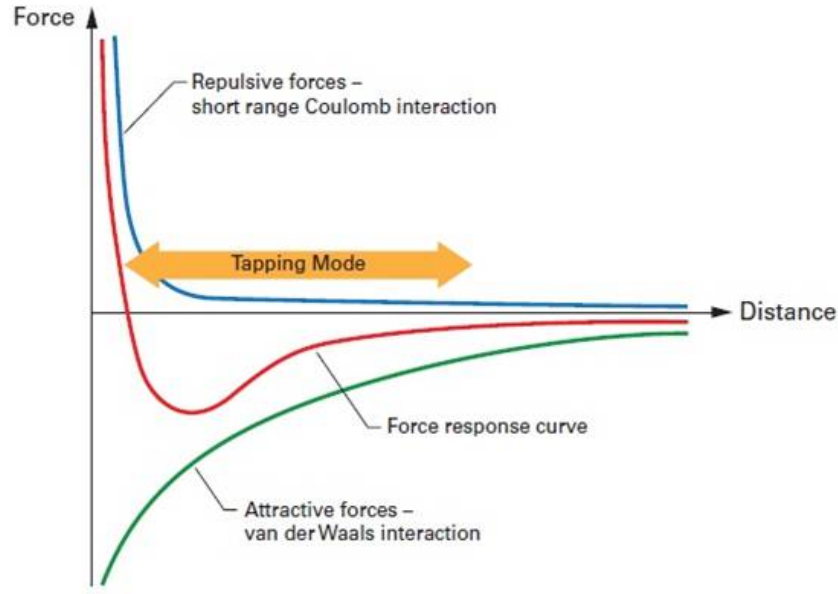 Force
Repulsive forces –
short range Coulomb interaction
Tapping Mode
Distance
Force response curve
Attractive forces –
van der Waals interaction